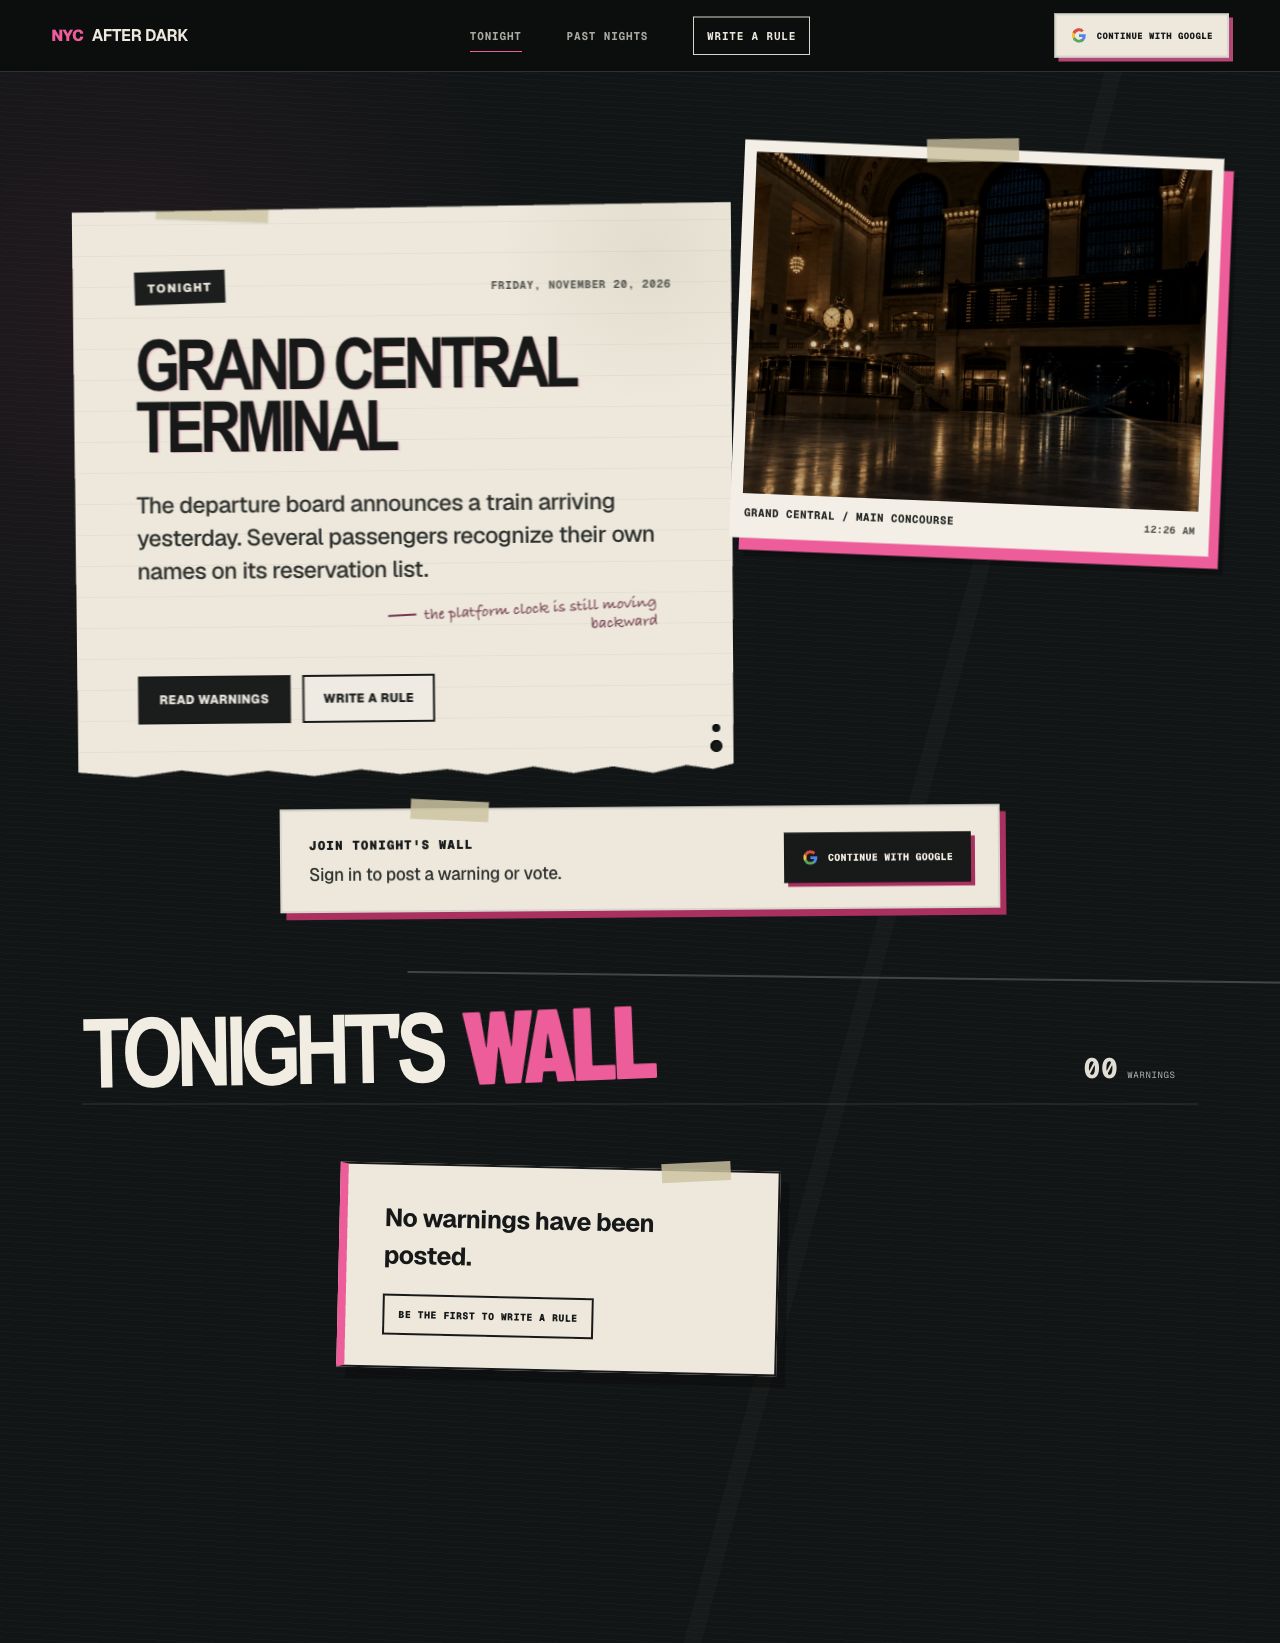 NYC AFTER DARK
TONIGHT
PAST NIGHTS
WRITE A RULE
CONTINUE WITH GOOGLE
TONIGHT
FRIDAY, NOVEMBER 20, 2026
GRAND CENTRAL
TERMINAL
The departure board announces a train arriving
yesterday. Several passengers recognize their own
names on its reservation list.
the platform clock is still moving
backward
READ WARNINGS
WRITE A RULE
GRAND CENTRAL / MAIN CONCOURSE
12:26 AM
JOIN TONIGHT'S WALL
Sign in to post a warning or vote.
CONTINUE WITH GOOGLE
TONIGHT'S WALL
00 WARNINGS
No warnings have been
posted.
BE THE FIRST TO WRITE A RULE